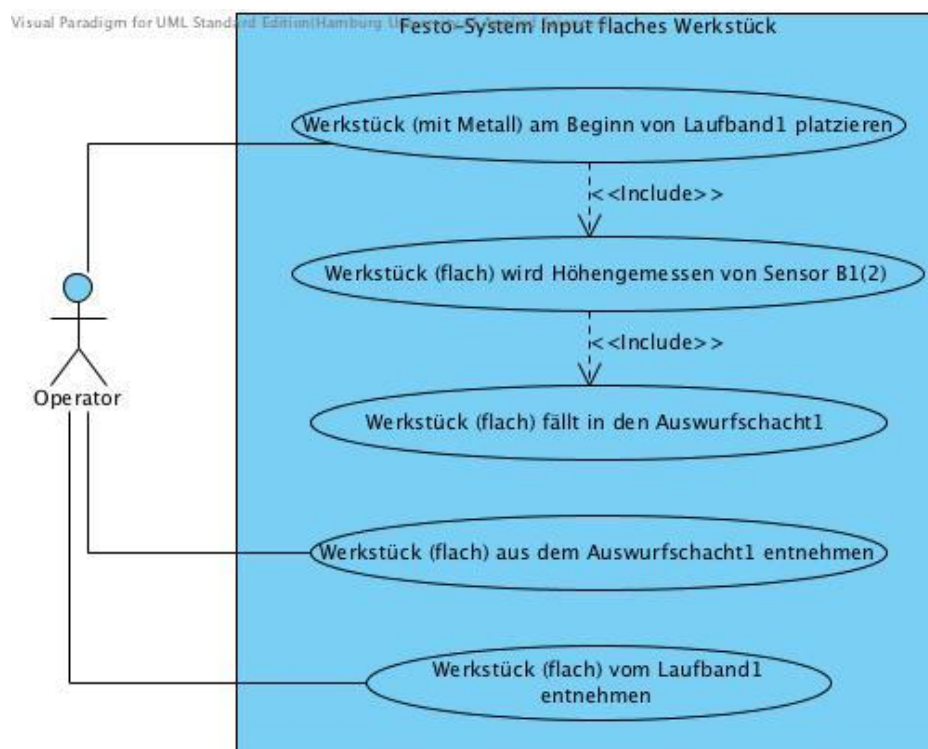 Visual Paradigm for UML Standard Edition(Hamburg
Festo-System Input flaches Werkstück
Werkstück (mit Metall) am Beginn von Laufband1 platzieren
<<Include>>
Werkstück (flach) wird Höhengemessen von Sensor B1(2)
<<Include>>
Operator
Werkstück (flach) fällt in den Auswurfschacht1
Werkstück (flach) aus dem Auswurfschacht1 entnehmen
Werkstück (flach) vom Laufband1
entnehmen